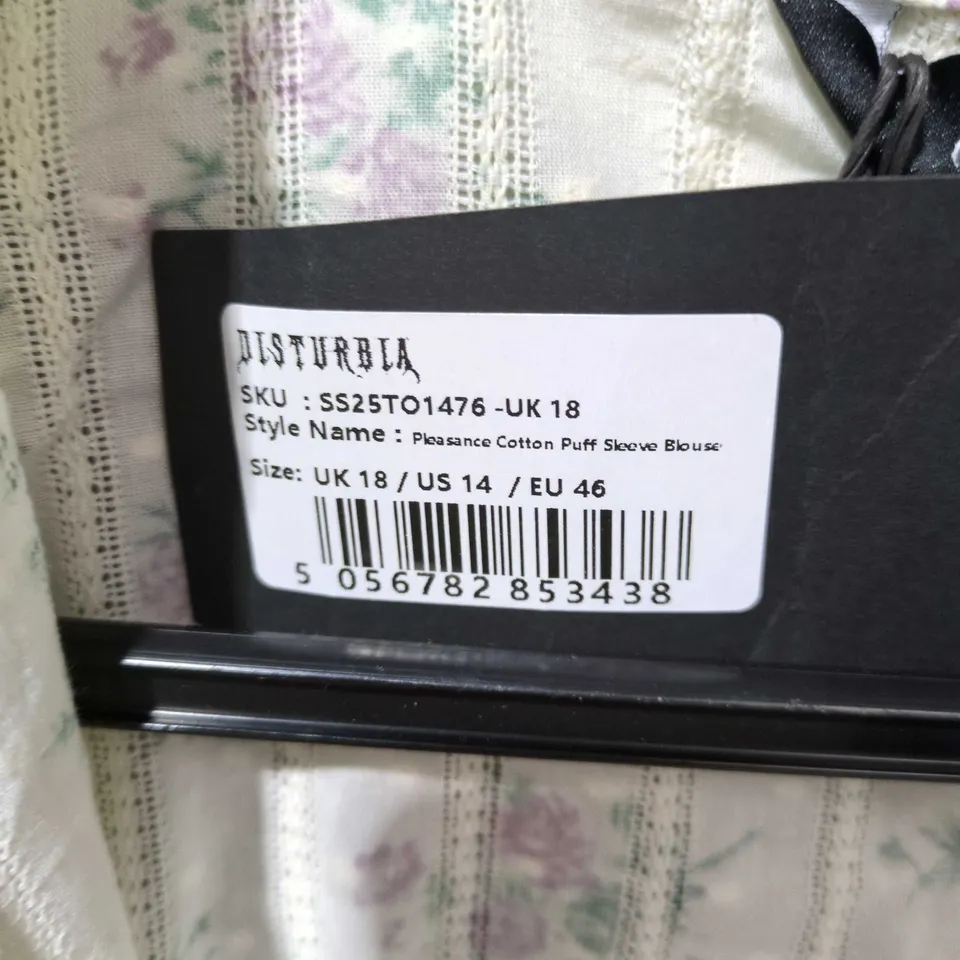 DISTURBIA
SKU : SS25TO1476 -UK 18
Style Name : Pleasance Cotton Puff Sleeve Blouse
Size: UK 18 / US 14 / EU 46
5 056782 853438